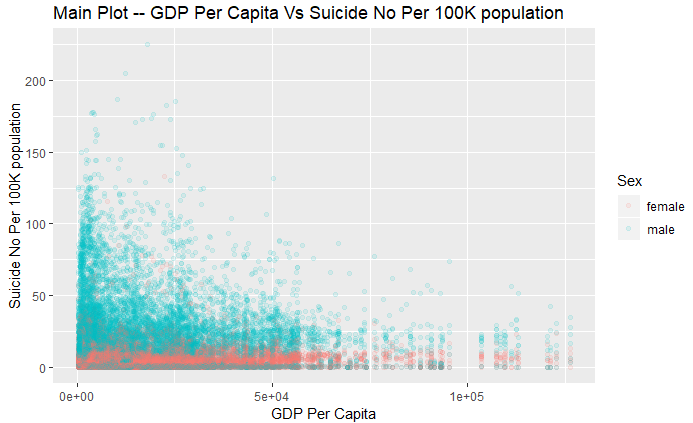 Main Plot -- GDP Per Capita Vs Suicide No Per 100K population
Suicide No Per 100K population
200
150
100
50
0
0e+00
5e+04
1e+05
GDP Per Capita
Sex
female
male